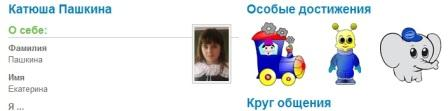 Катюша Пашкина
О себе:
Фамилия
Пашкина
Имя
Екатерина
Я ...
Особые достижения
Круг общения